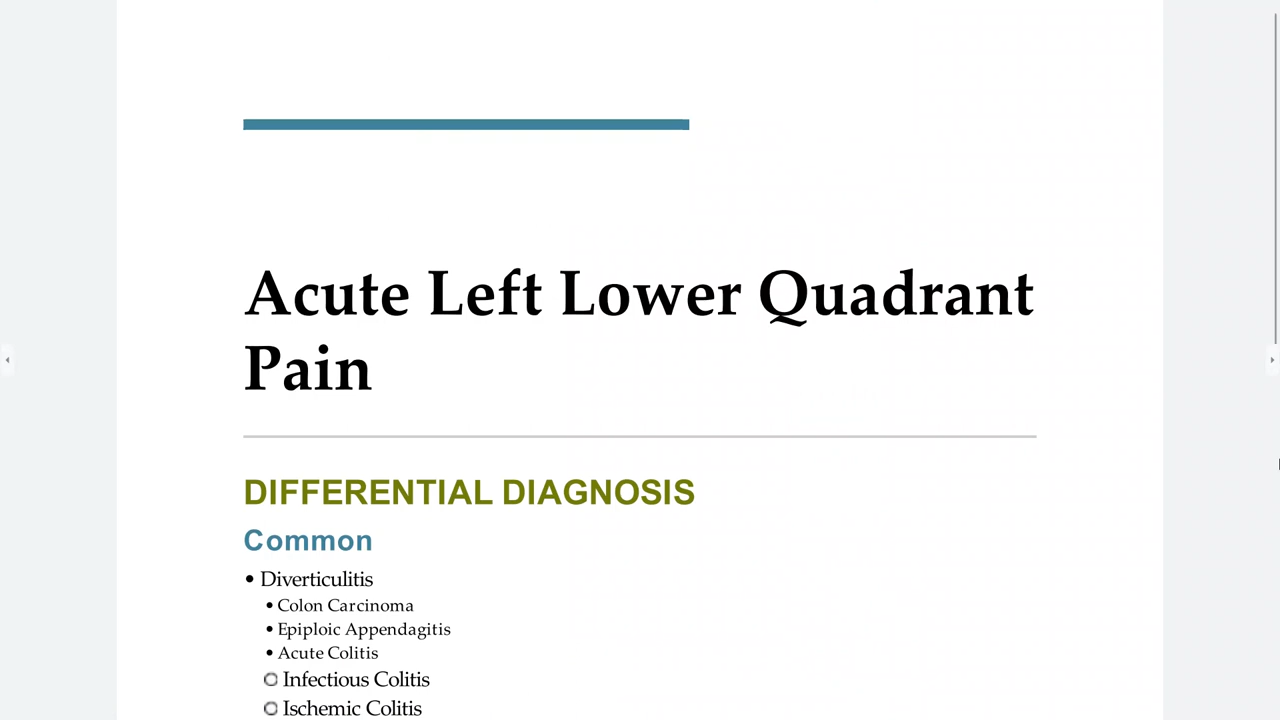 Acute Left Lower Quadrant
Pain
DIFFERENTIAL DIAGNOSIS
Common
• Diverticulitis
• Colon Carcinoma
• Epiploic Appendagitis
• Acute Colitis
○ Infectious Colitis
○ Ischemic Colitis